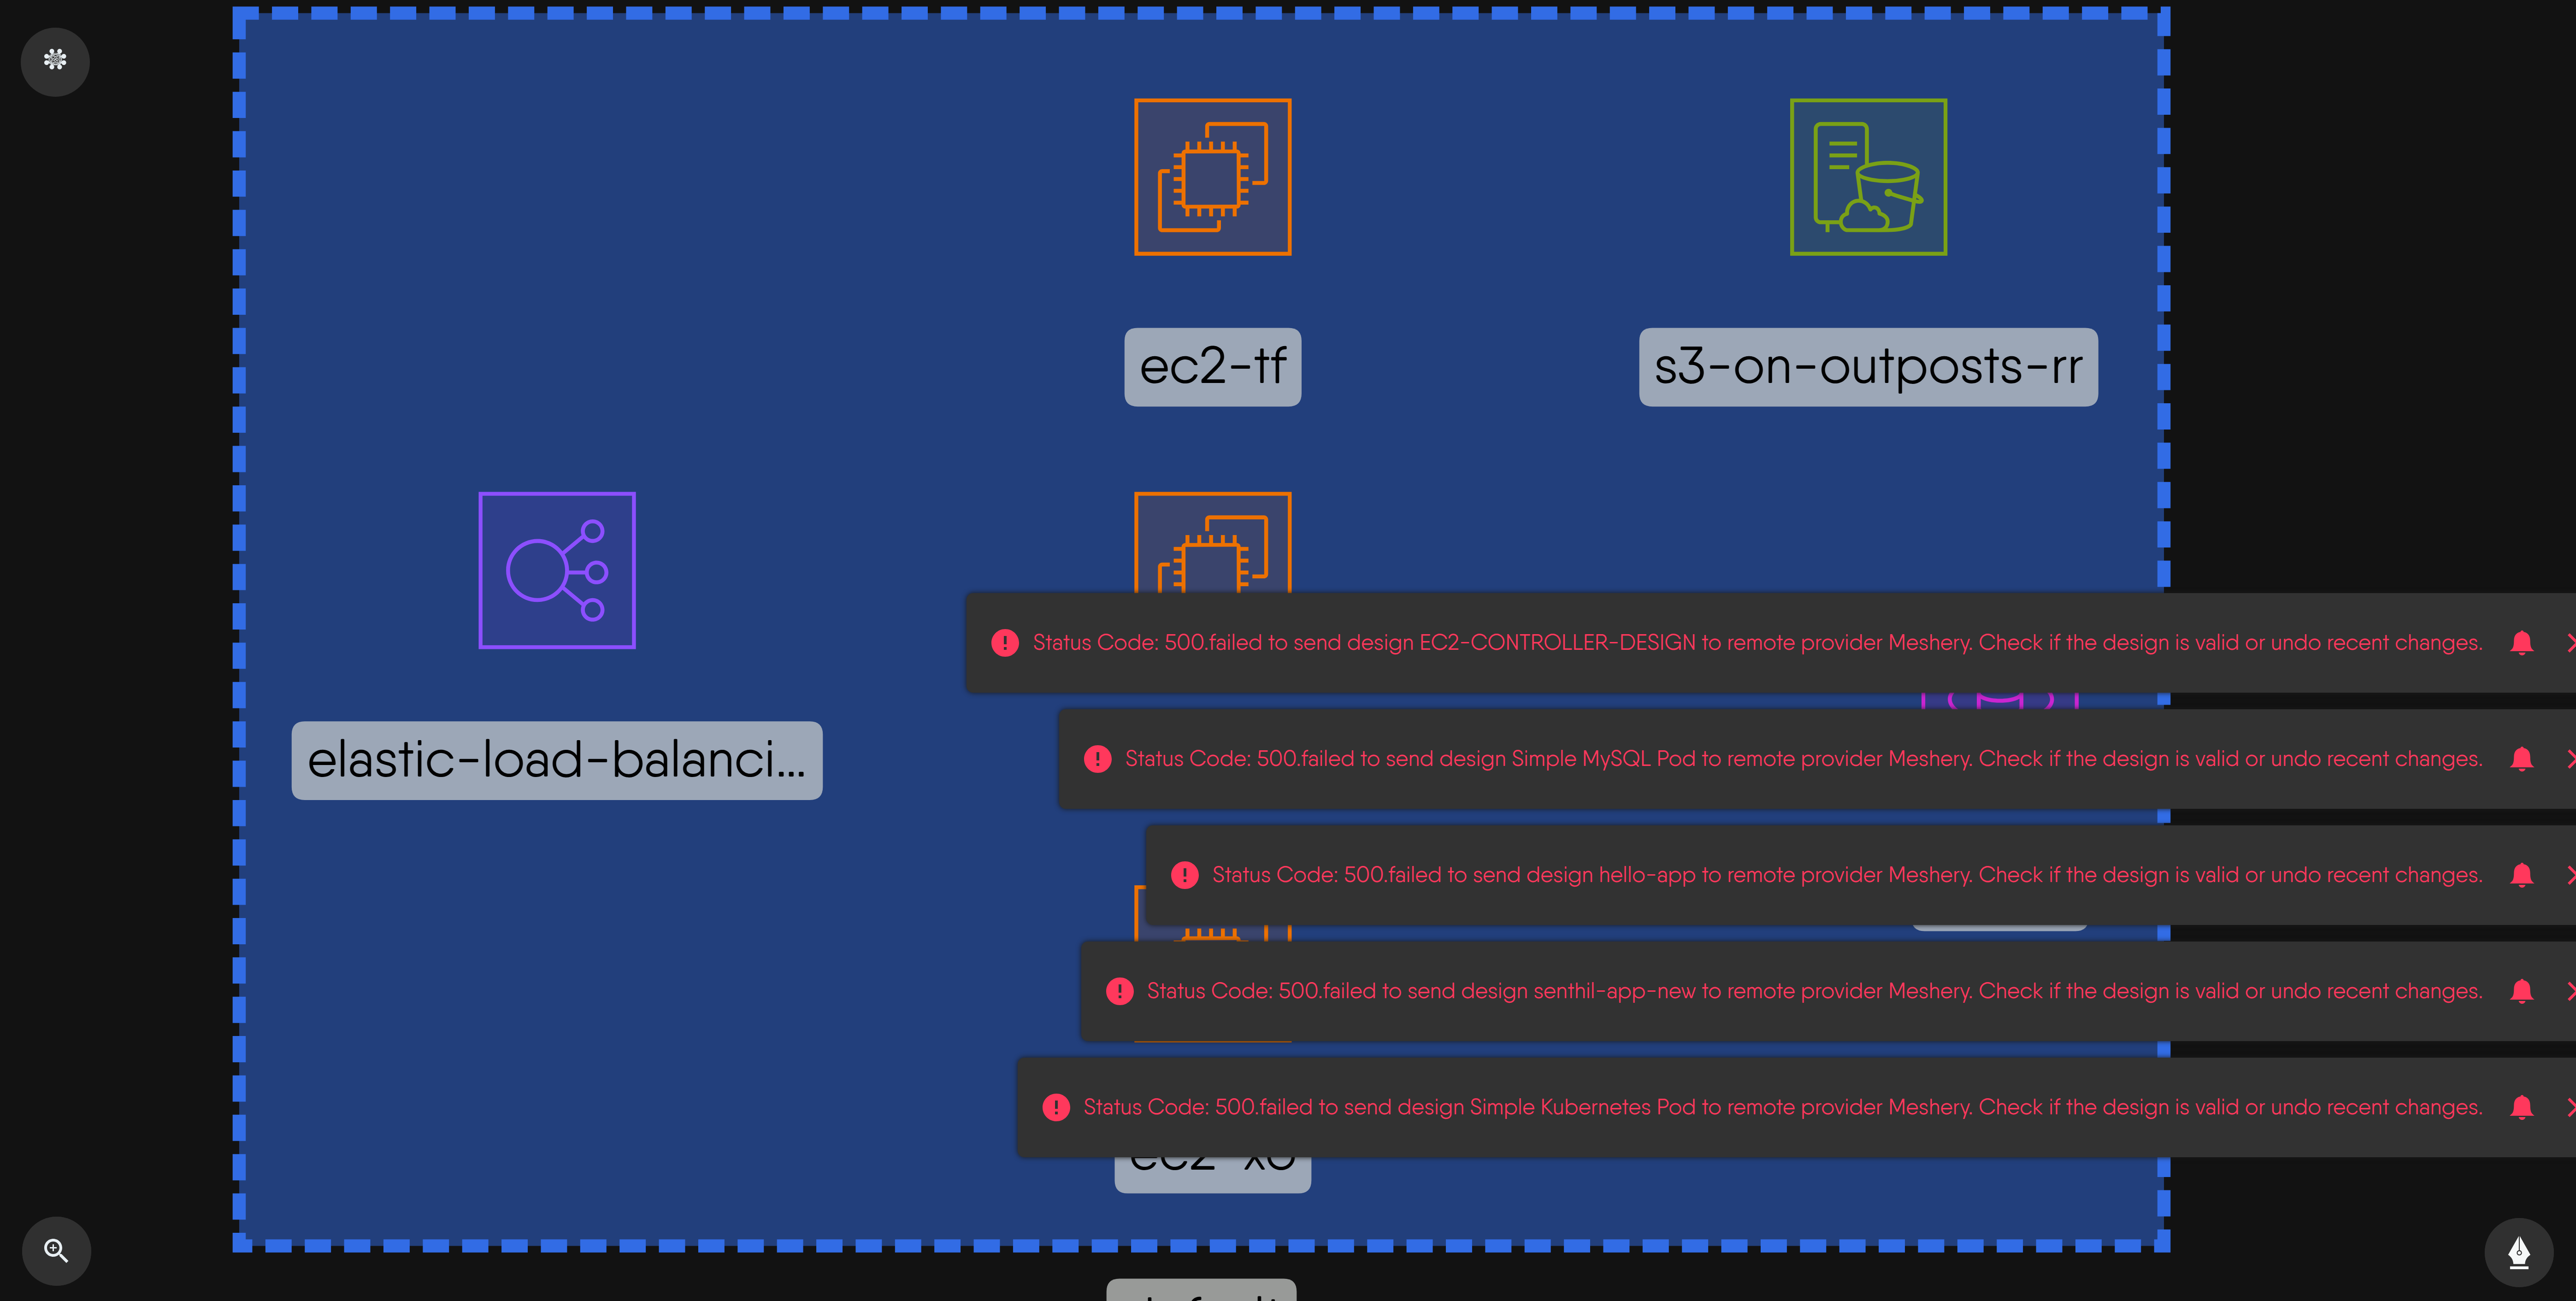 ec2-tf
s3-on-outposts-rr
elastic-load-balanci...
Status Code: 500.failed to send design EC2-CONTROLLER-DESIGN to remote provider Meshery. Check if the design is valid or undo recent changes.
Status Code: 500.failed to send design Simple MySQL Pod to remote provider Meshery. Check if the design is valid or undo recent changes.
Status Code: 500.failed to send design hello-app to remote provider Meshery. Check if the design is valid or undo recent changes.
Status Code: 500.failed to send design senthil-app-new to remote provider Meshery. Check if the design is valid or undo recent changes.
Status Code: 500.failed to send design Simple Kubernetes Pod to remote provider Meshery. Check if the design is valid or undo recent changes.